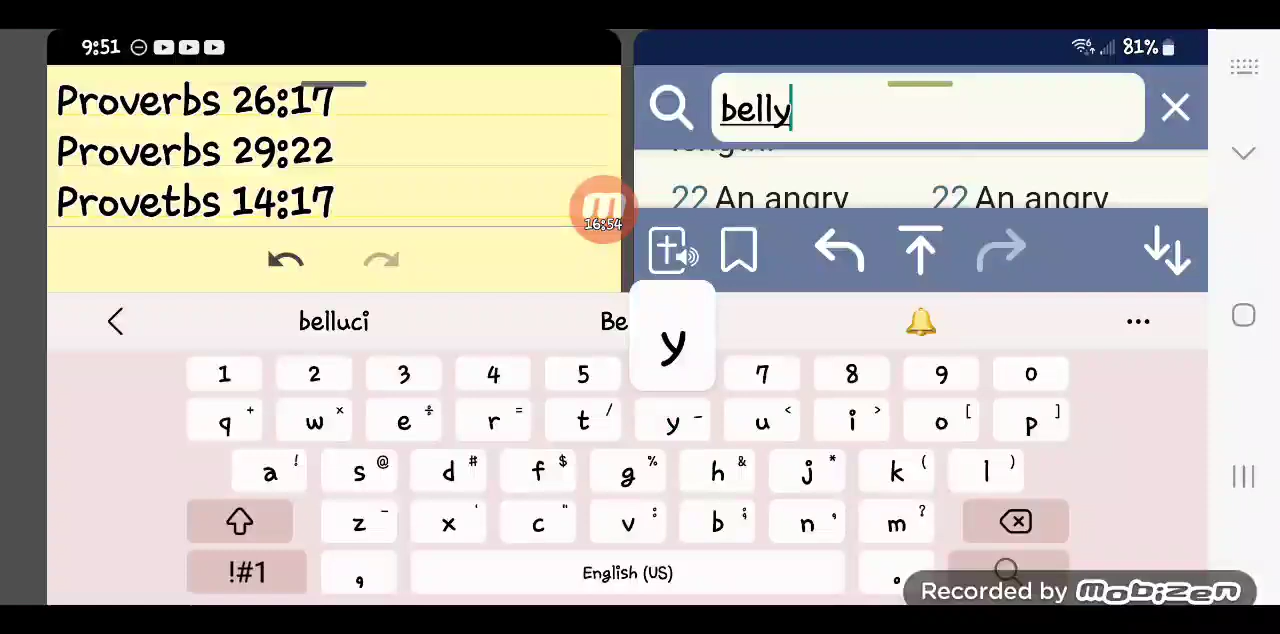 9:51
81%
Proverbs 26:17
Proverbs 29:22
Provetbs 14:17
belly
22 An angry 22 An angry
16:54
belluci Be
y
1 2 3 4 5 7 8 9 0
q + w × e ÷ r = t / y - u < i > o [ p ]
a ! s @ d # f $ g % h & j * k ( l )
z - x ' c " v : b ; n , m ?
!#1 , English (US) .
Recorded by mobizen